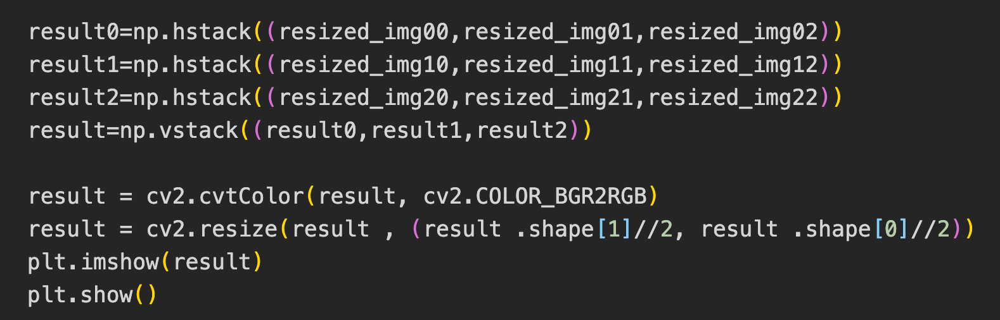 result0=np.hstack((resized_img00,resized_img01,resized_img02))
result1=np.hstack((resized_img10,resized_img11,resized_img12))
result2=np.hstack((resized_img20,resized_img21,resized_img22))
result=np.vstack((result0,result1,result2))

result = cv2.cvtColor(result, cv2.COLOR_BGR2RGB)
result = cv2.resize(result , (result .shape[1]//2, result .shape[0]//2))
plt.imshow(result)
plt.show()